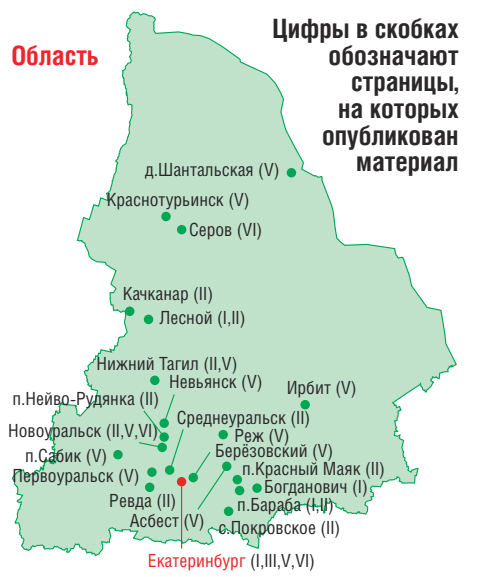 Цифры в скобках
обозначают
страницы,
на которых
опубликован
материал
Область
д.Шантальская (V)
Краснотурьинск (V)
Серов (VI)
Качканар (II)
Лесной (I,II)
Нижний Тагил (II,V)
Невьянск (V)
Ирбит (V)
п.Нейво-Рудянка (II)
Среднеуральск (II)
Новоуральск (II,V,VI)
Реж (V)
Берёзовский (V)
п.Сабик (V)
п.Красный Маяк (II)
Первоуральск (V)
Богданович (I)
Ревда (II)
п.Бараба (I,II)
Асбест (V)
с.Покровское (II)
Екатеринбург (I,III,V,VI)